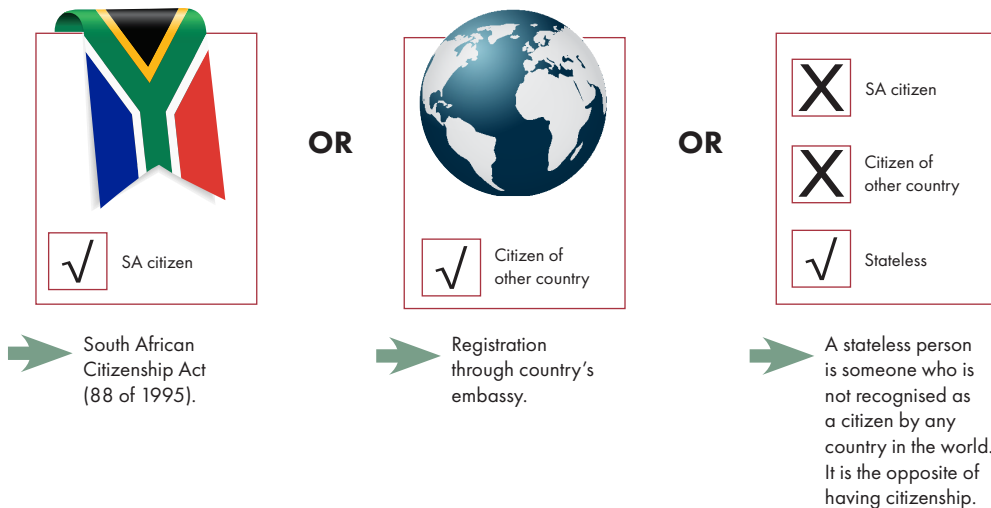 SA citizen
South African
Citizenship Act
(88 of 1995).
OR
Citizen of
other country
Registration
through country's
embassy.
OR
X
SA citizen
X
Citizen of
other country
Stateless
A stateless person
is someone who is
not recognised as
a citizen by any
country in the world.
It is the opposite of
having citizenship.